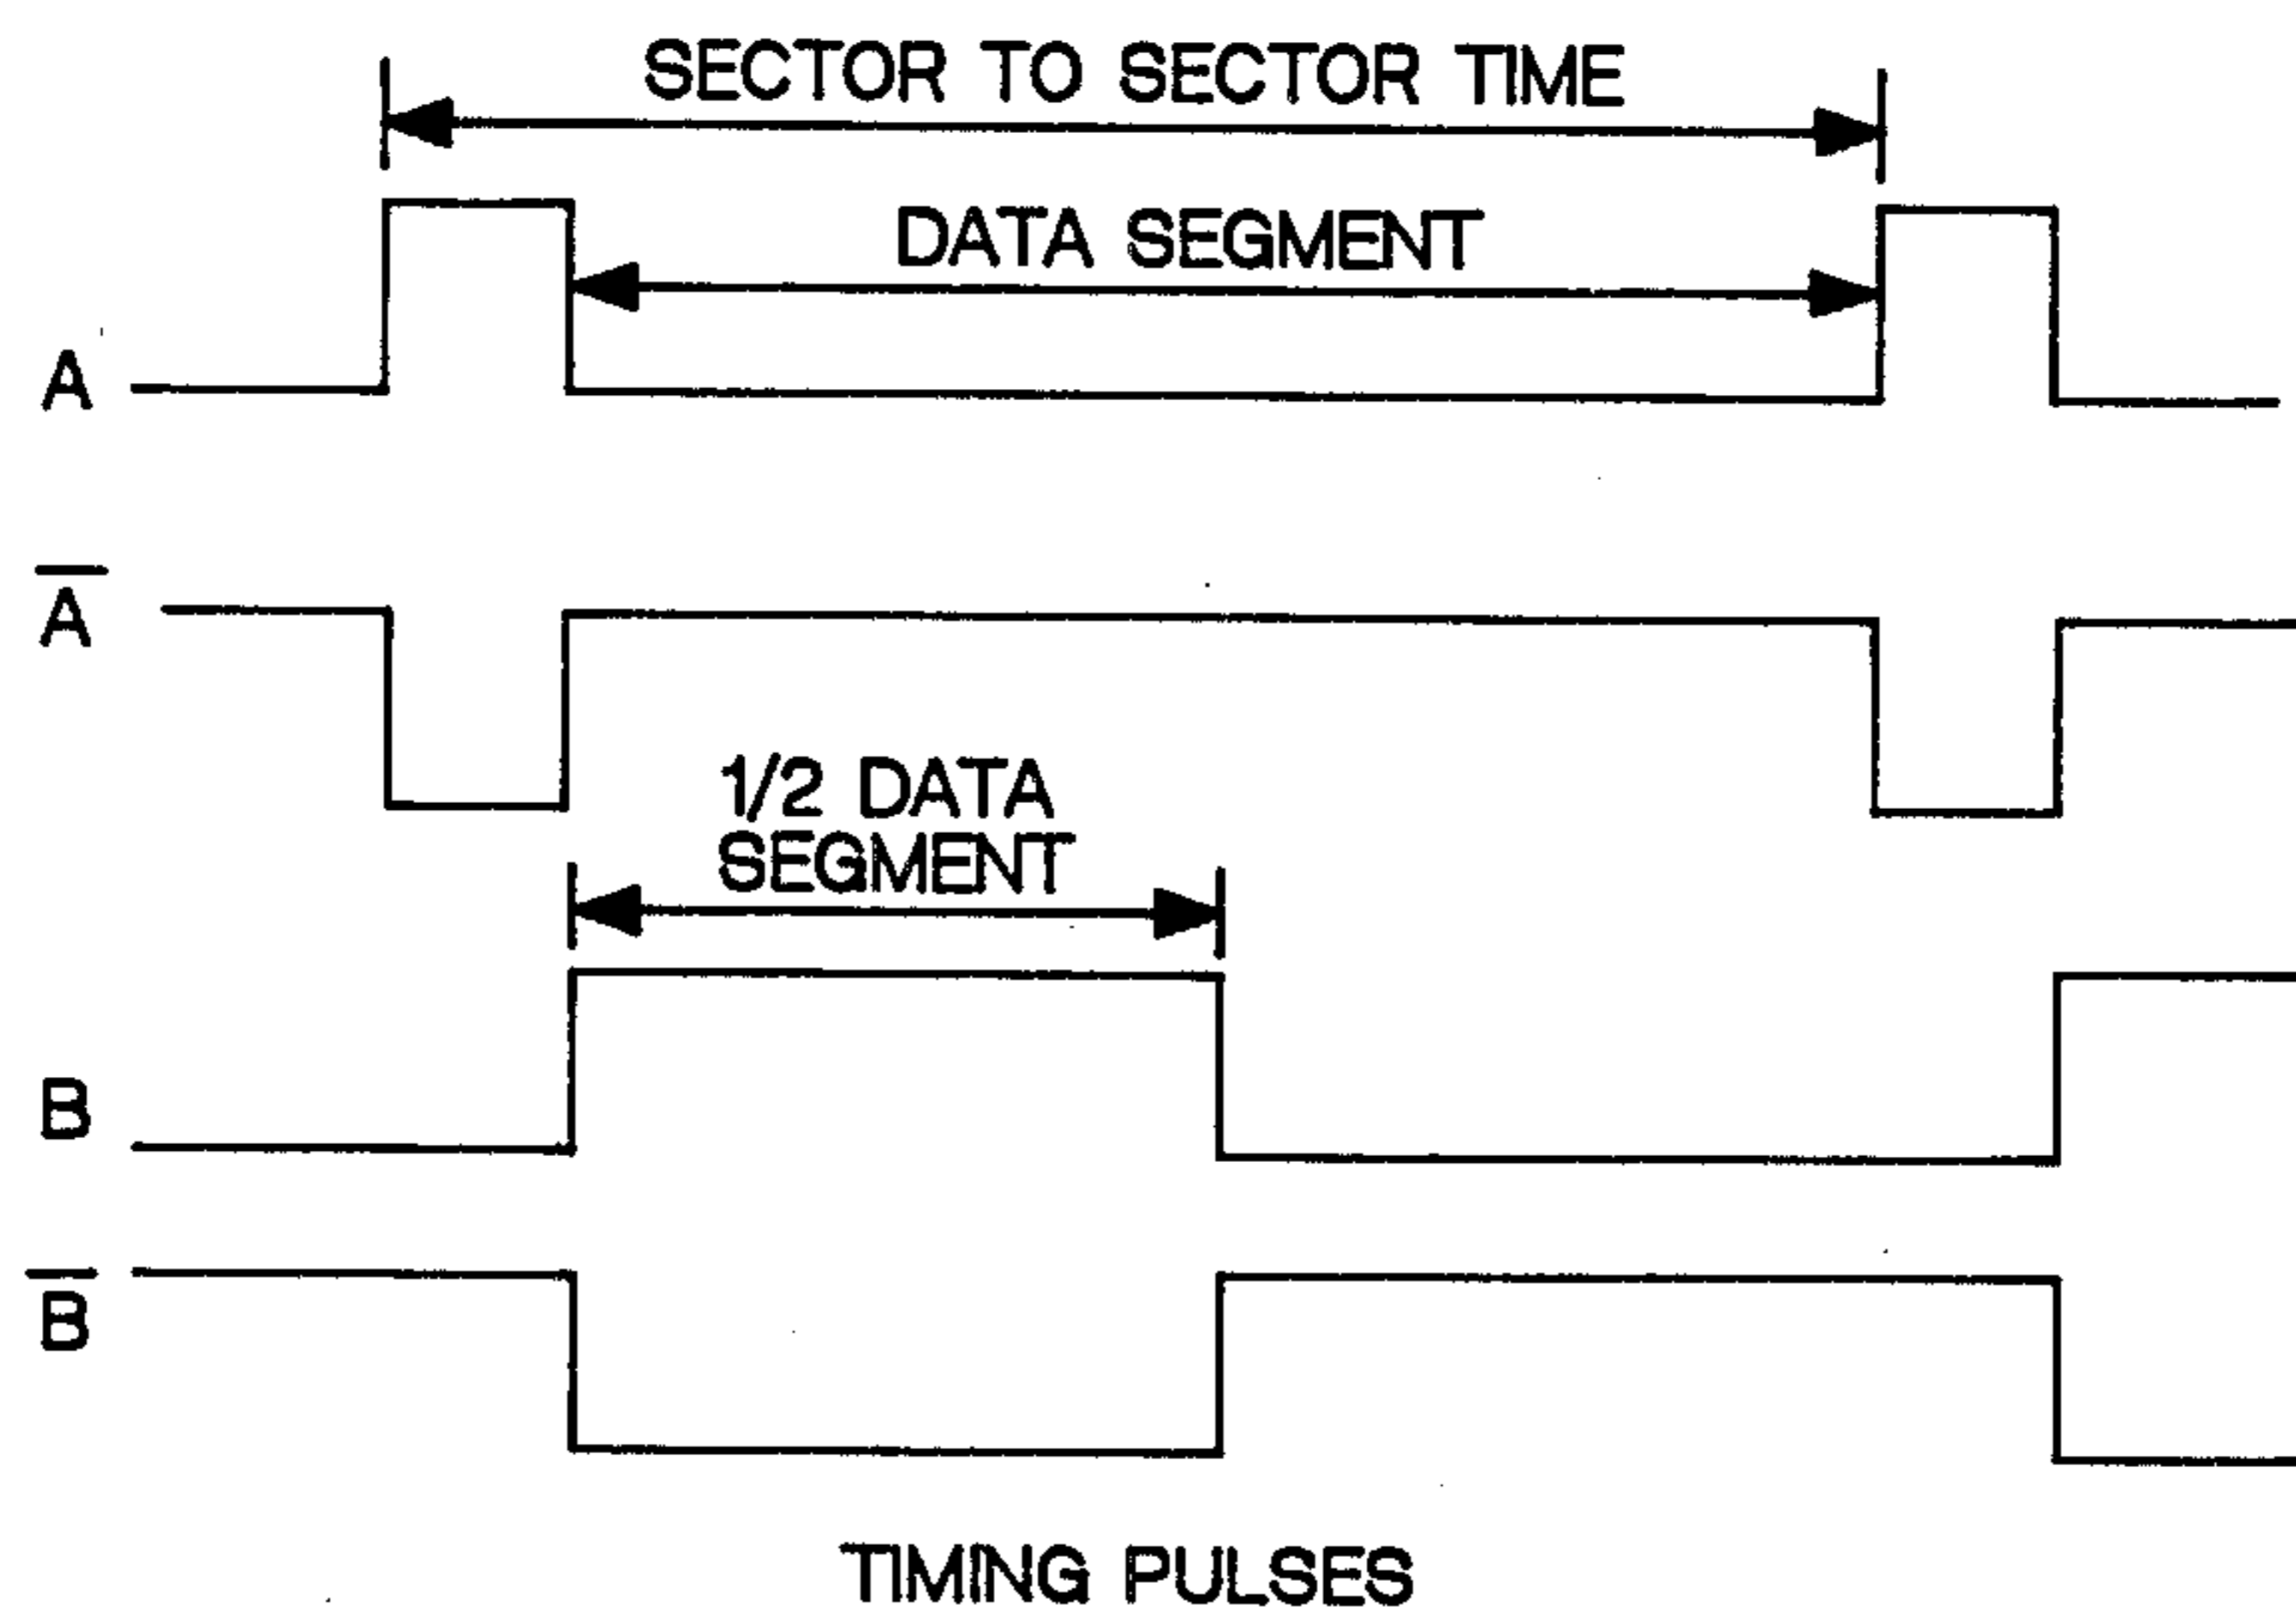 SECTOR TO SECTOR TIME
DATA SEGMENT
A
A̅
1/2 DATA
SEGMENT
B
B̅
TIMING PULSES